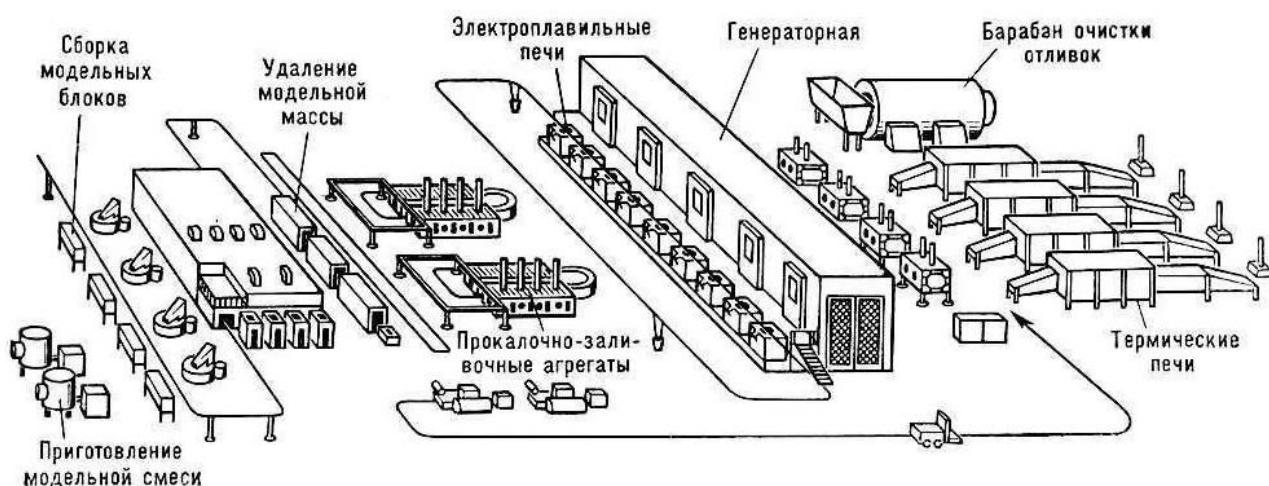 Сборка
модельных
блоков
Удаление
модельной
массы
Электроплавильные
печи
Генераторная
Барабан очистки
отливок
Прокалочно-зали-
вочные агрегаты
Термические
печи
Приготовление
модельной смеси